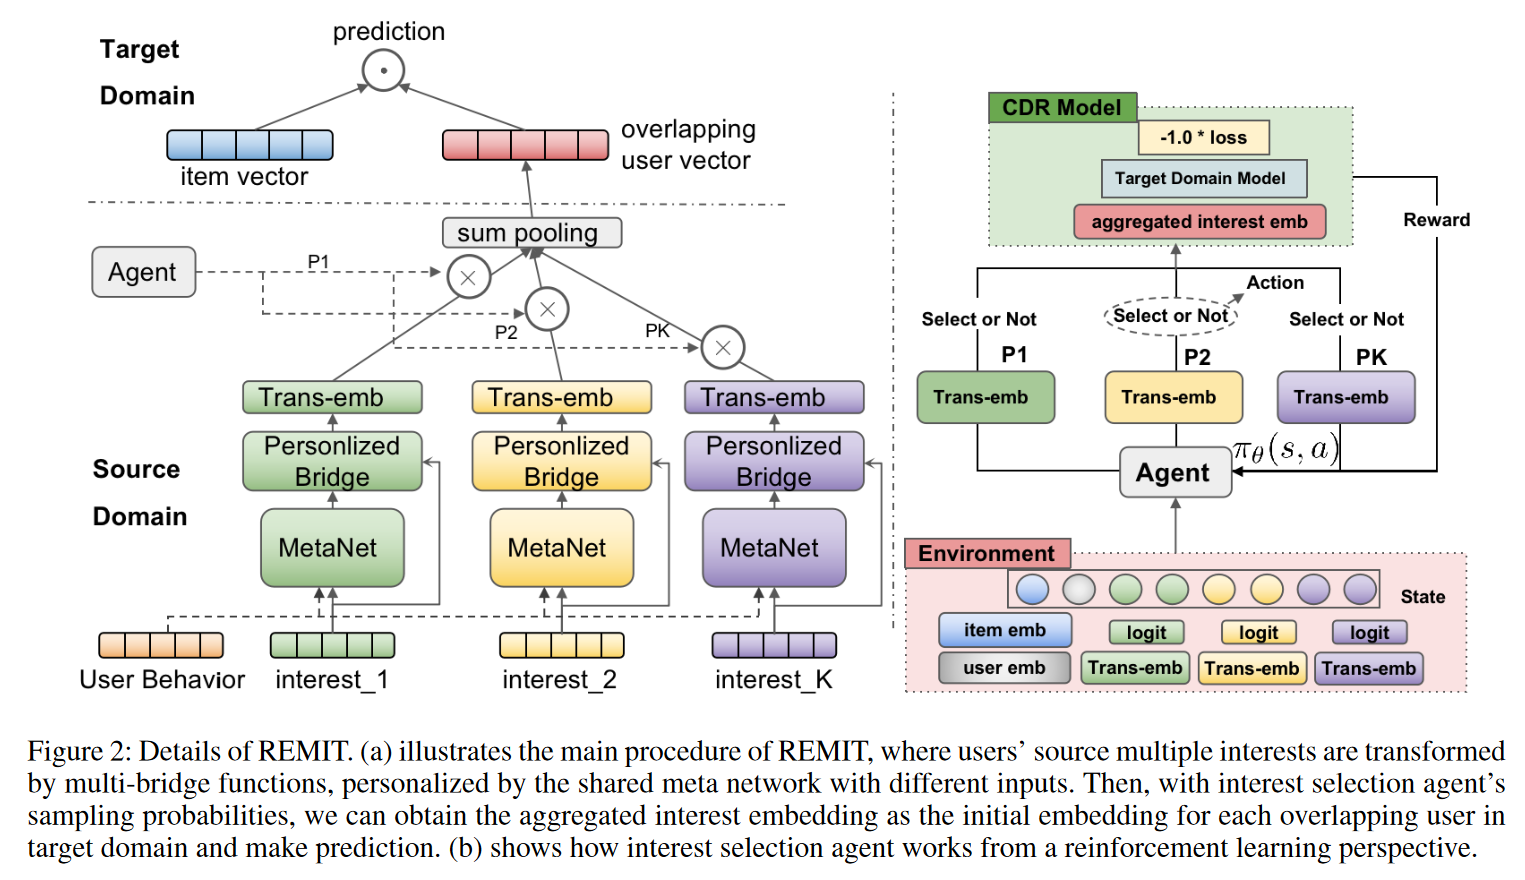 Target
Domain
prediction
item vector
overlapping
user vector
sum pooling
Agent
P1
P2
PK
Trans-emb
Trans-emb
Trans-emb
Source
Domain
Personlized
Bridge
Personlized
Bridge
Personlized
Bridge
MetaNet
MetaNet
MetaNet
User Behavior
interest_1
interest_2
interest_K
CDR Model
-1.0 * loss
Target Domain Model
aggregated interest emb
Reward
Action
Select or Not
Select or Not
Select or Not
P1
P2
PK
Trans-emb
Trans-emb
Trans-emb
πθ(s, a)
Agent
Environment
State
item emb
logit
logit
logit
user emb
Trans-emb
Trans-emb
Trans-emb
Figure 2: Details of REMIT. (a) illustrates the main procedure of REMIT, where users’ source multiple interests are transformed
by multi-bridge functions, personalized by the shared meta network with different inputs. Then, with interest selection agent’s
sampling probabilities, we can obtain the aggregated interest embedding as the initial embedding for each overlapping user in
target domain and make prediction. (b) shows how interest selection agent works from a reinforcement learning perspective.